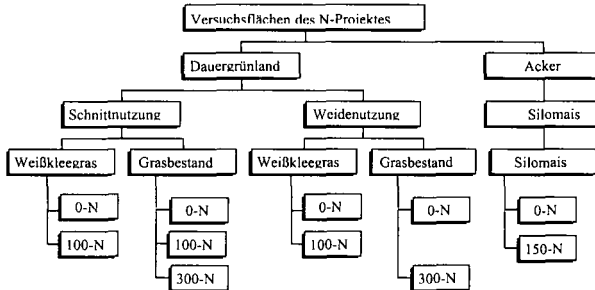 Versuchsflächen des N-Projektes
Dauergrünland Acker
Schnittnutzung Weidenutzung Silomais
Weißkleegras Grasbestand Weißkleegras Grasbestand Silomais
0-N 0-N 0-N 0-N 0-N
100-N 100-N 100-N 150-N
300-N 300-N